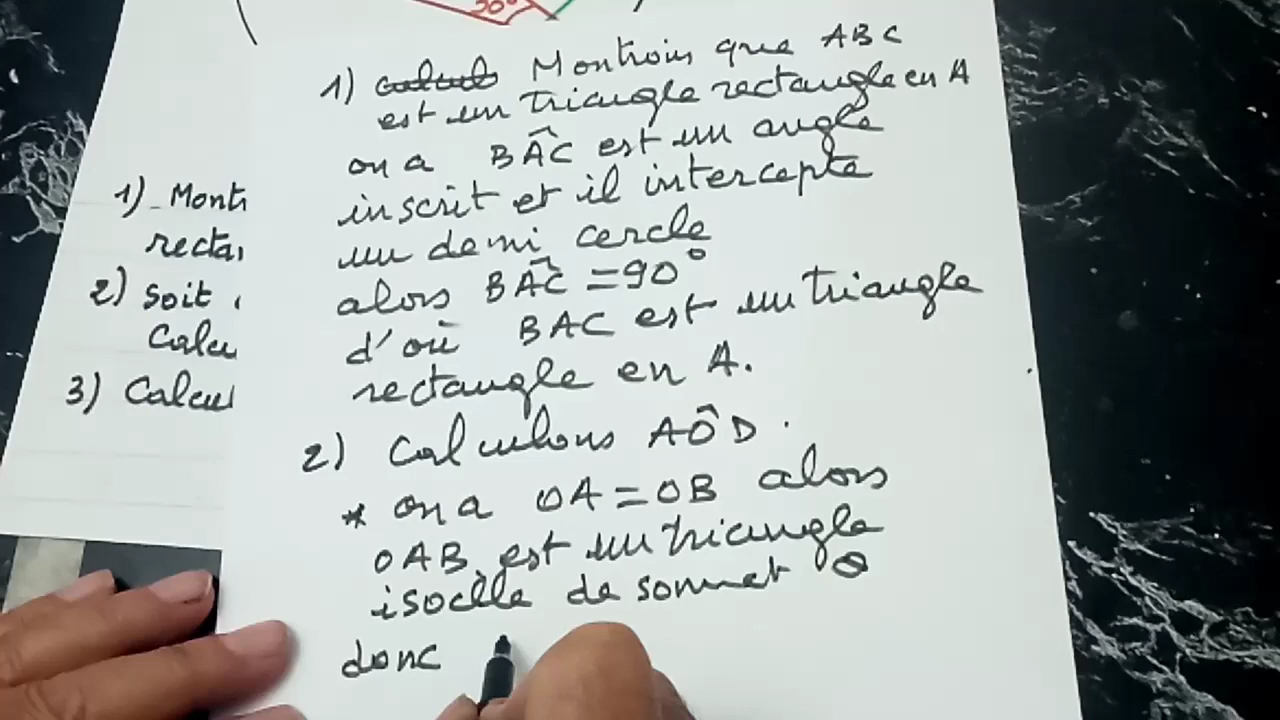 30°
1) calculs Montrons que ABC
est un triangle rectangle en A
on a BÂC est un angle
inscrit et il intercepte
un demi cercle
alors BÂC = 90°
d'où BAC est un triangle
rectangle en A.
2) Calculons AÔD.
* on a OA = OB alors
OAB est un triangle
isocèle de sommet O
donc
1)_ Mont
recta
2) soit
Calcu
3) Calcul